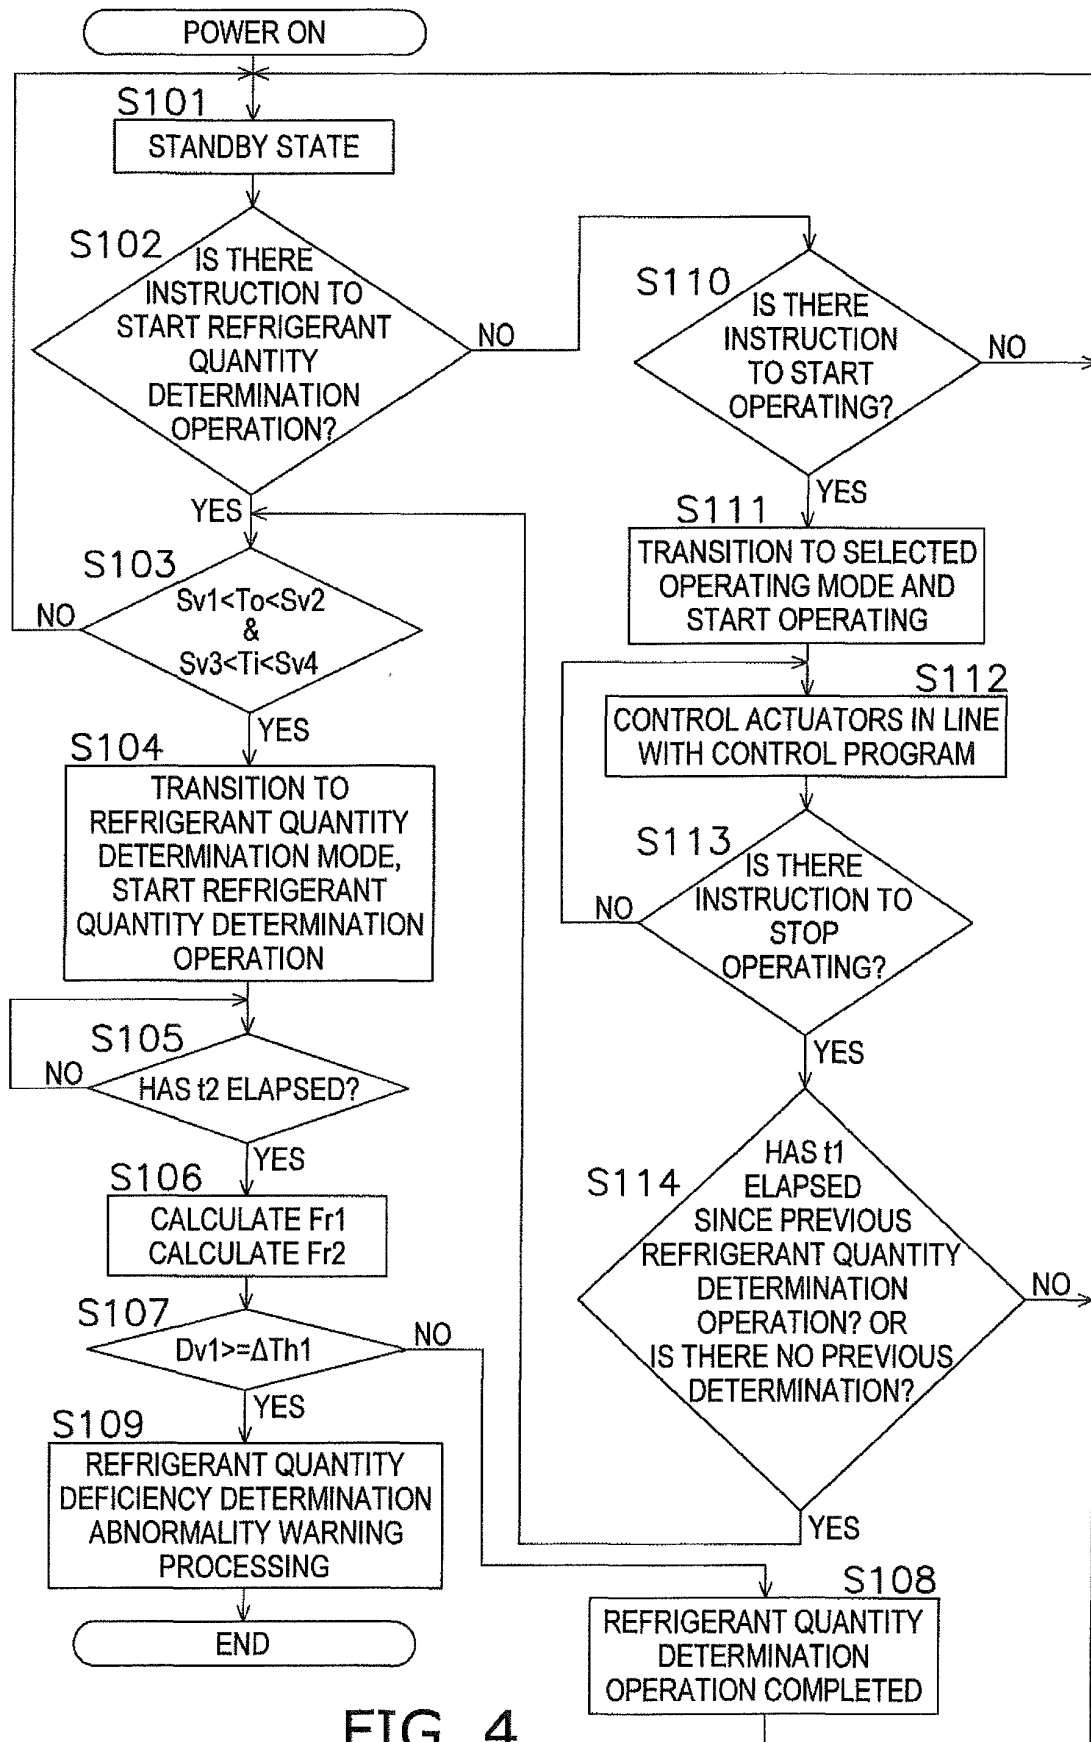 POWER ON
S101
STANDBY STATE
S102
IS THERE
INSTRUCTION TO
START REFRIGERANT
QUANTITY
DETERMINATION
OPERATION?
NO
YES
S103
Sv1<To<Sv2
&
Sv3<Ti<Sv4
NO
YES
S104
TRANSITION TO
REFRIGERANT QUANTITY
DETERMINATION MODE,
START REFRIGERANT
QUANTITY DETERMINATION
OPERATION
S105
NO
HAS t2 ELAPSED?
YES
S106
CALCULATE Fr1
CALCULATE Fr2
S107
Dv1>=ΔTh1
NO
YES
S109
REFRIGERANT QUANTITY
DEFICIENCY DETERMINATION
ABNORMALITY WARNING
PROCESSING
END
S110
IS THERE
INSTRUCTION
TO START
OPERATING?
NO
YES
S111
TRANSITION TO SELECTED
OPERATING MODE AND
START OPERATING
S112
CONTROL ACTUATORS IN LINE
WITH CONTROL PROGRAM
S113
IS THERE
INSTRUCTION TO
STOP
OPERATING?
NO
YES
S114
HAS t1
ELAPSED
SINCE PREVIOUS
REFRIGERANT QUANTITY
DETERMINATION
OPERATION? OR
IS THERE NO PREVIOUS
DETERMINATION?
NO
YES
S108
REFRIGERANT QUANTITY
DETERMINATION
OPERATION COMPLETED
FIG. 4